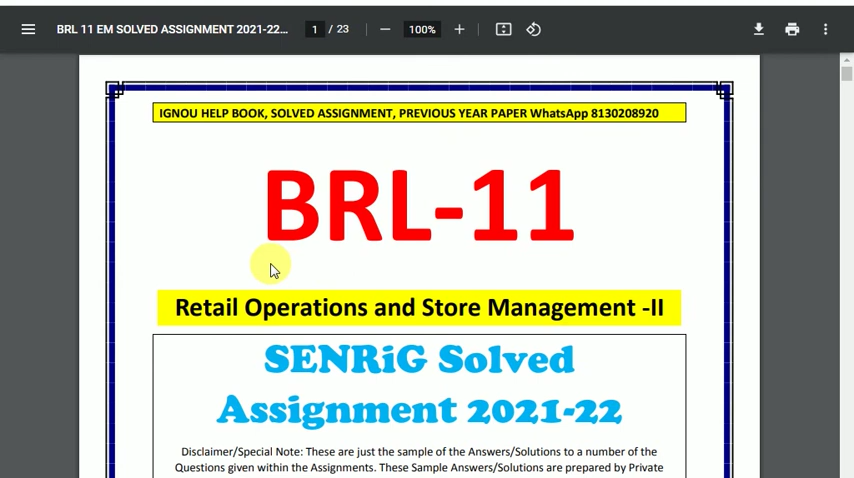 BRL 11 EM SOLVED ASSIGNMENT 2021-22... 1 / 23 100%
IGNOU HELP BOOK, SOLVED ASSIGNMENT, PREVIOUS YEAR PAPER WhatsApp 8130208920
BRL-11
Retail Operations and Store Management -II
SENRiG Solved
Assignment 2021-22
Disclaimer/Special Note: These are just the sample of the Answers/Solutions to a number of the
Questions given within the Assignments. These Sample Answers/Solutions are prepared by Private